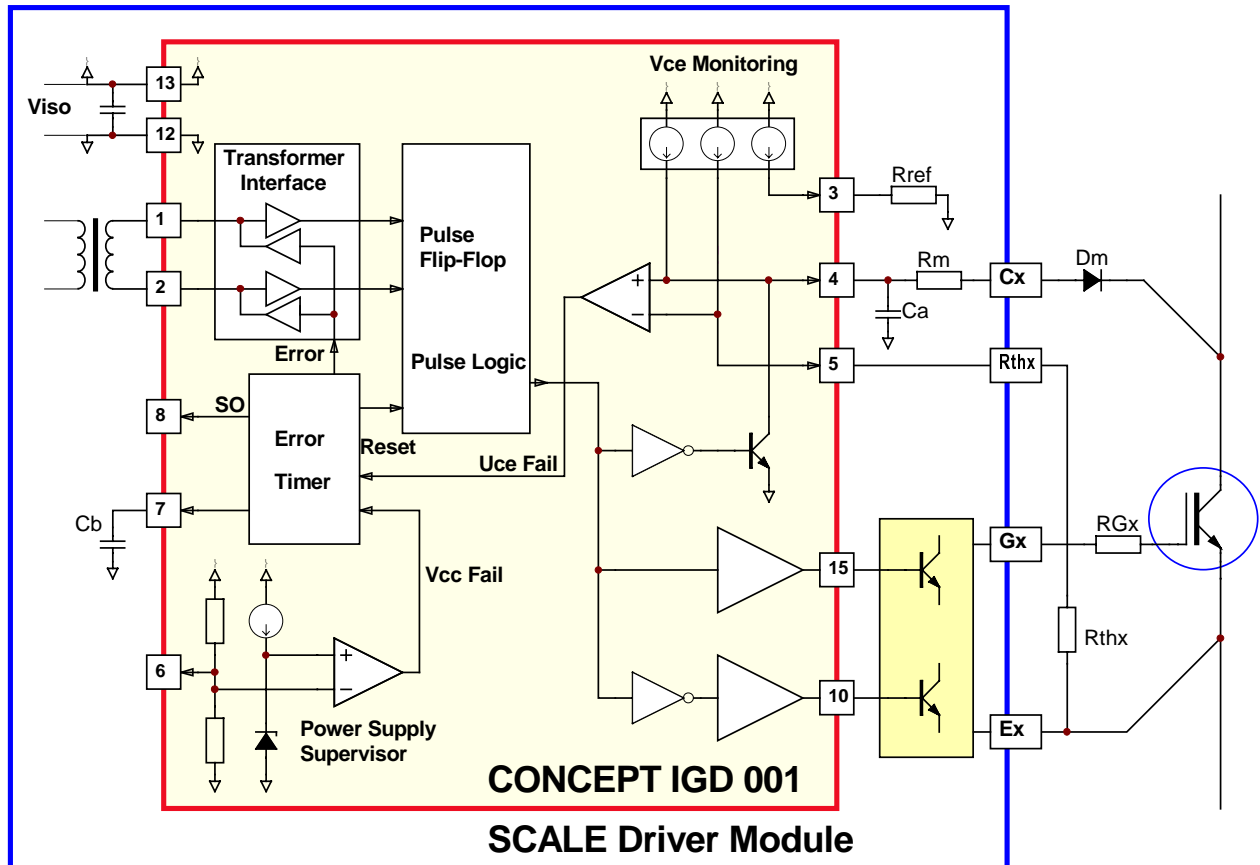 Vce Monitoring
13
Viso
12
Transformer
Interface
3
Rref
1
Pulse
Flip-Flop
+
−
4
Rm
Cx
Dm
2
Ca
Error
Pulse Logic
5
Rthx
8
SO
Error
Timer
Reset
Uce Fail
7
Cb
Vcc Fail
15
Gx
RGx
6
+
−
10
Rthx
Ex
Power Supply
Supervisor
CONCEPT IGD 001
SCALE Driver Module